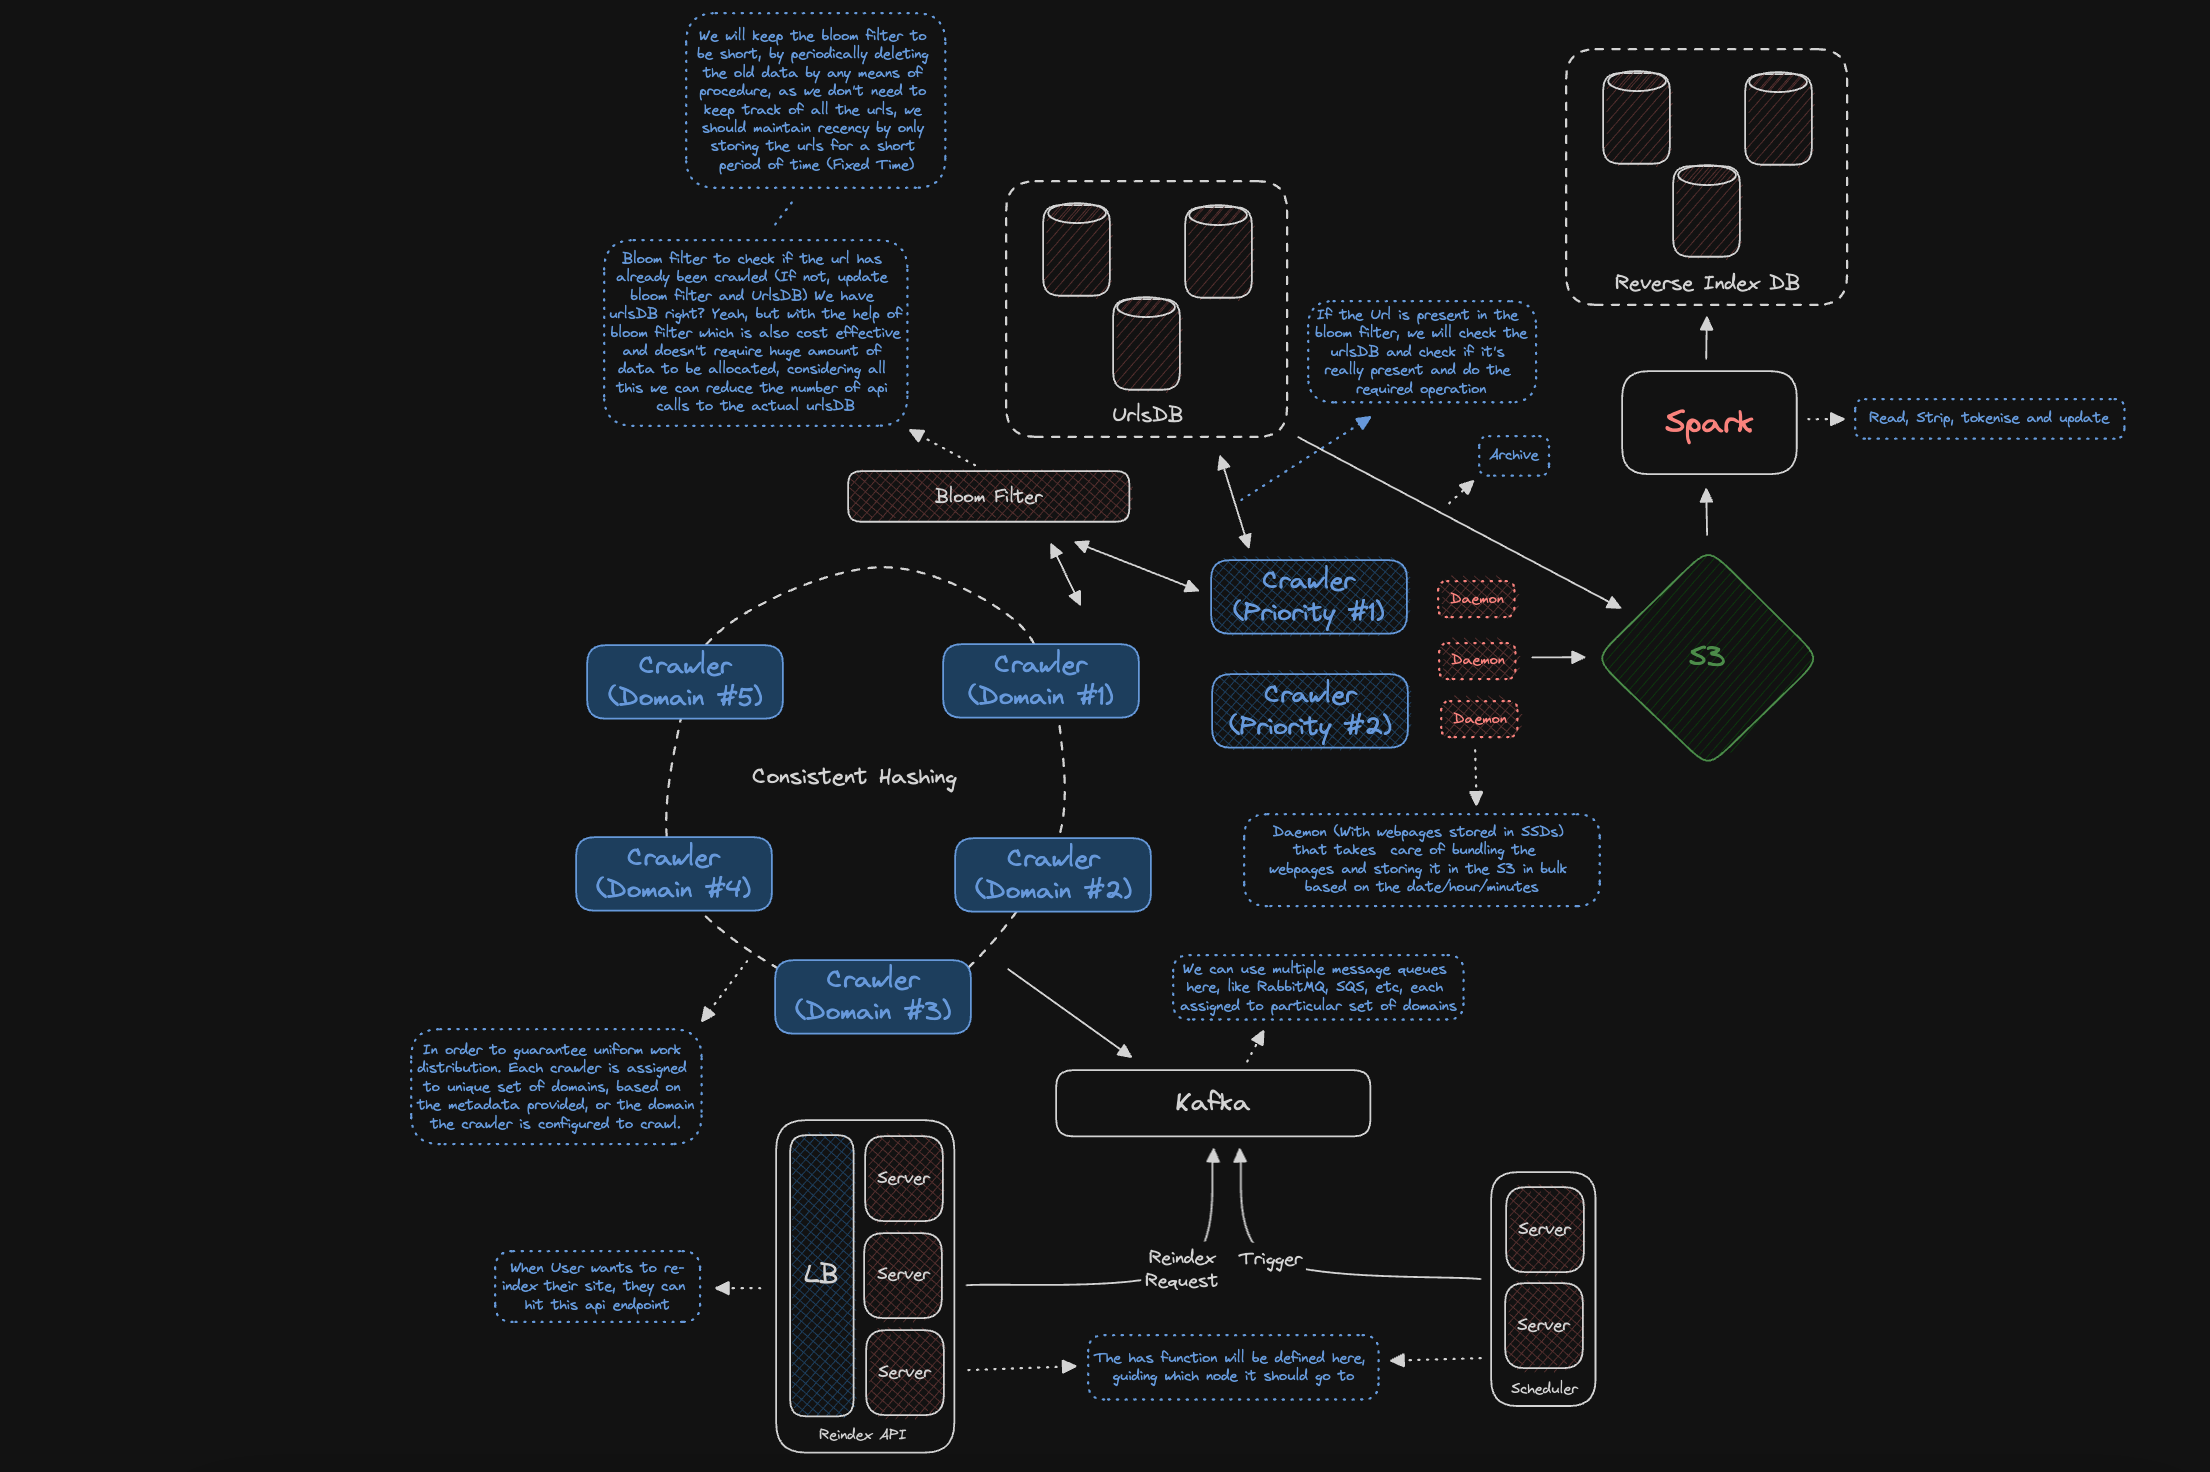 We will keep the bloom filter to
be short, by periodically deleting
the old data by any means of
procedure, as we don't need to
keep track of all the urls, we
should maintain recency by only
storing the urls for a short
period of time (Fixed Time)
Bloom filter to check if the url has
already been crawled (If not, update
bloom filter and UrlsDB) We have
urlsDB right? Yeah, but with the help of
bloom filter which is also cost effective
and doesn't require huge amount of
data to be allocated, considering all
this we can reduce the number of api
calls to the actual urlsDB
UrlsDB
Reverse Index DB
If the Url is present in the
bloom filter, we will check the
urlsDB and check if it's
really present and do the
required operation
Spark
Read, Strip, tokenise and update
Archive
Bloom Filter
Crawler
(Priority #1)
Crawler
(Priority #2)
Daemon
Daemon
Daemon
S3
Crawler
(Domain #5)
Crawler
(Domain #1)
Consistent Hashing
Crawler
(Domain #4)
Crawler
(Domain #2)
Crawler
(Domain #3)
Daemon (With webpages stored in SSDs)
that takes care of bundling the
webpages and storing it in the S3 in bulk
based on the date/hour/minutes
We can use multiple message queues
here, like RabbitMQ, SQS, etc, each
assigned to particular set of domains
In order to guarantee uniform work
distribution. Each crawler is assigned
to unique set of domains, based on
the metadata provided, or the domain
the crawler is configured to crawl.
Kafka
LB
Server
Server
Server
Reindex API
When User wants to re-
index their site, they can
hit this api endpoint
Reindex
Request
Trigger
Server
Server
Scheduler
The has function will be defined here,
guiding which node it should go to